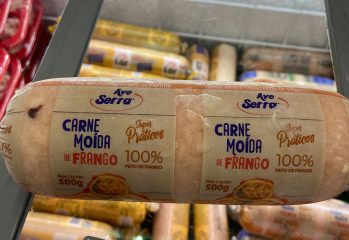 Ave
Serra
CARNE
MOÍDA
DE FRANGO
Super
Práticos
100%
PEITO DE FRANGO
500g
Ave
Serra
CARNE
MOÍDA
DE FRANGO
Super
Práticos
100%
PEITO DE FRANGO
500g